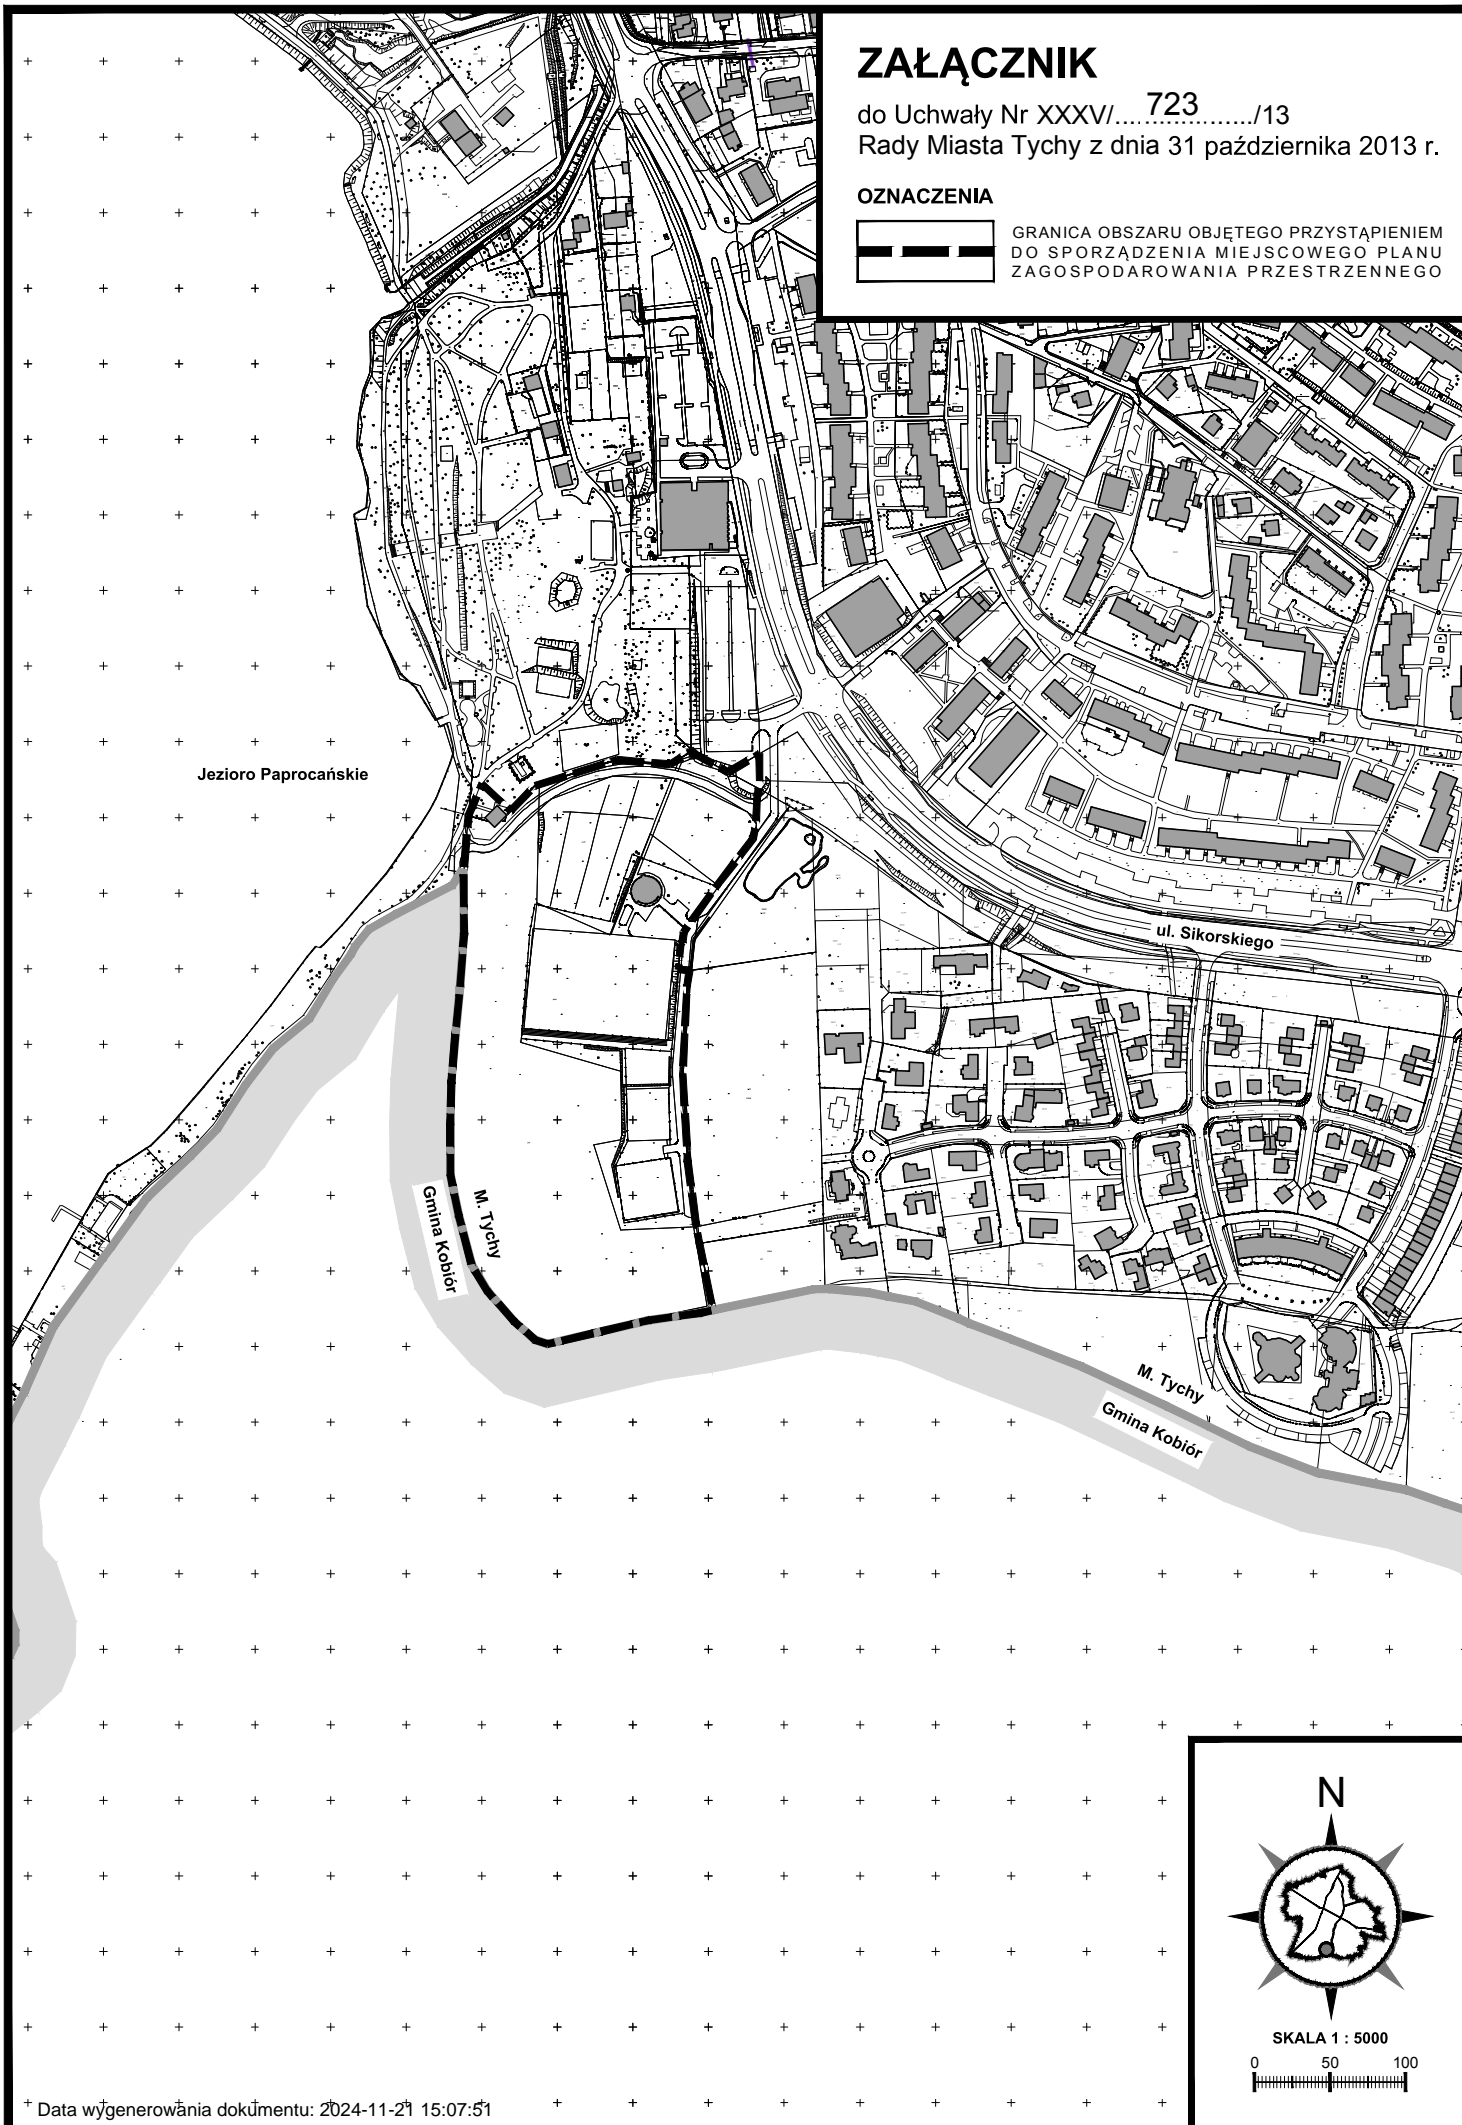 ZAŁĄCZNIK
do Uchwały Nr XXXV/.....723.........../13
Rady Miasta Tychy z dnia 31 października 2013 r.
OZNACZENIA
GRANICA OBSZARU OBJĘTEGO PRZYSTĄPIENIEM
DO SPORZĄDZENIA MIEJSCOWEGO PLANU
ZAGOSPODAROWANIA PRZESTRZENNEGO
Jezioro Paprocańskie
ul. Sikorskiego
M. Tychy
Gmina Kobiór
M. Tychy
Gmina Kobiór
N
SKALA 1 : 5000
0 50 100
Data wygenerowania dokumentu: 2024-11-21 15:07:51